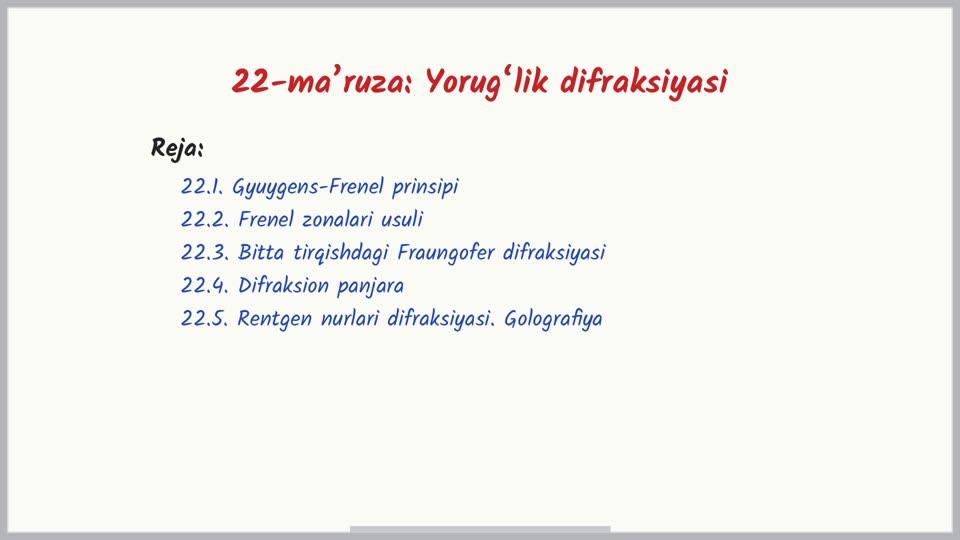 22-ma’ruza: Yorug‘lik difraksiyasi
Reja:
22.1. Gyuygens-Frenel prinsipi
22.2. Frenel zonalari usuli
22.3. Bitta tirqishdagi Fraungofer difraksiyasi
22.4. Difraksion panjara
22.5. Rentgen nurlari difraksiyasi. Golografiya